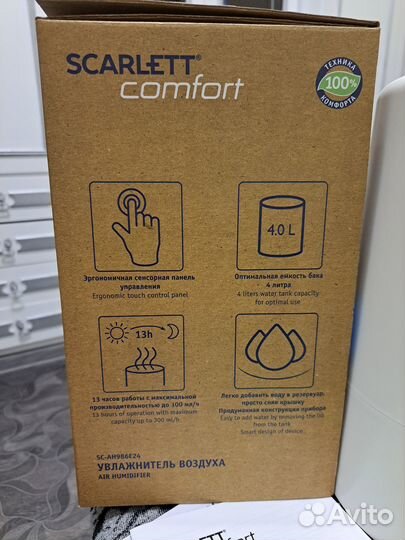 SCARLETT®
comfort
ТЕХНИКА
100%
КОМФОРТА
4.0 L
Эргономичная сенсорная панель
управления
Ergonomic touch control panel
Оптимальная емкость бака -
4 литра
4 liters water tank capacity
for optimal use
13h
13 часов работы с максимальной
производительностью до 300 мл/ч
13 hours of operation with maximum
capacity up to 300 ml/h
Легко добавить воду в резервуар,
просто сняв крышку
Продуманная конструкция прибора
Easy to add water by removing the lid
from the tank
Smart design of device
SC-AH986E24
УВЛАЖНИТЕЛЬ ВОЗДУХА
AIR HUMIDIFIER
SCARLETT®
comfort
Avito